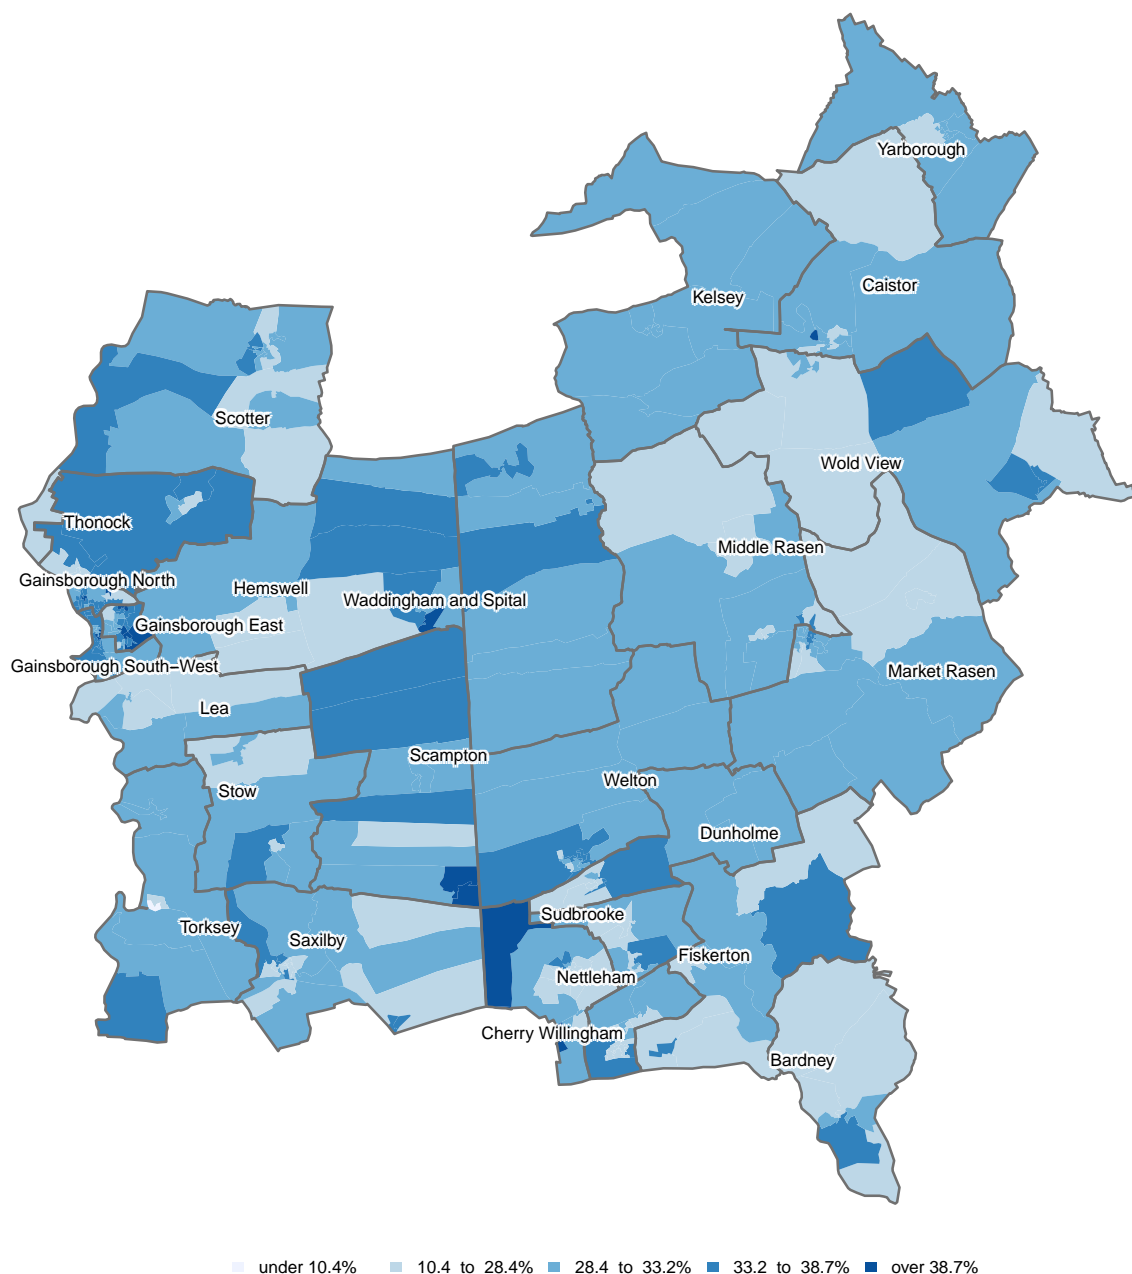 Yarborough
Caistor
Kelsey
Scotter
Wold View
Thonock
Middle Rasen
Gainsborough North
Hemswell
Waddingham and Spital
Gainsborough East
Gainsborough South−West
Market Rasen
Lea
Scampton
Welton
Stow
Dunholme
Sudbrooke
Torksey
Saxilby
Fiskerton
Nettleham
Cherry Willingham
Bardney
under 10.4% 10.4 to 28.4% 28.4 to 33.2% 33.2 to 38.7% over 38.7%